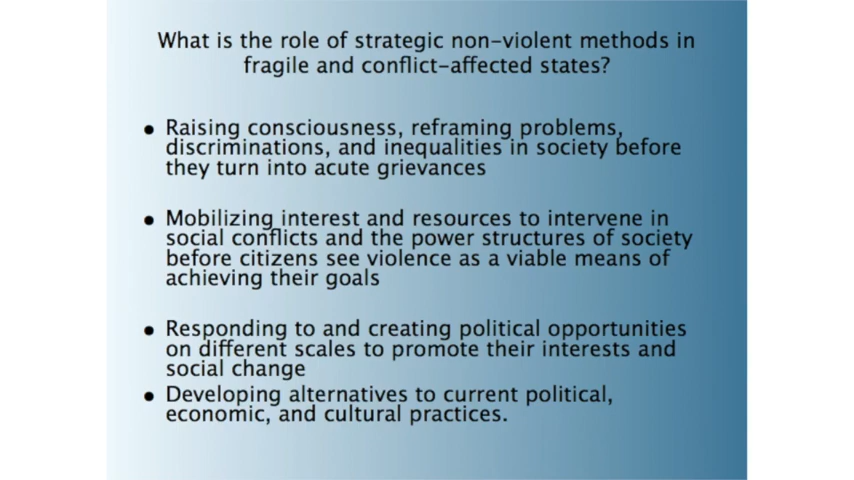 What is the role of strategic non-violent methods in
fragile and conflict-affected states?
• Raising consciousness, reframing problems,
discriminations, and inequalities in society before
they turn into acute grievances
• Mobilizing interest and resources to intervene in
social conflicts and the power structures of society
before citizens see violence as a viable means of
achieving their goals
• Responding to and creating political opportunities
on different scales to promote their interests and
social change
• Developing alternatives to current political,
economic, and cultural practices.